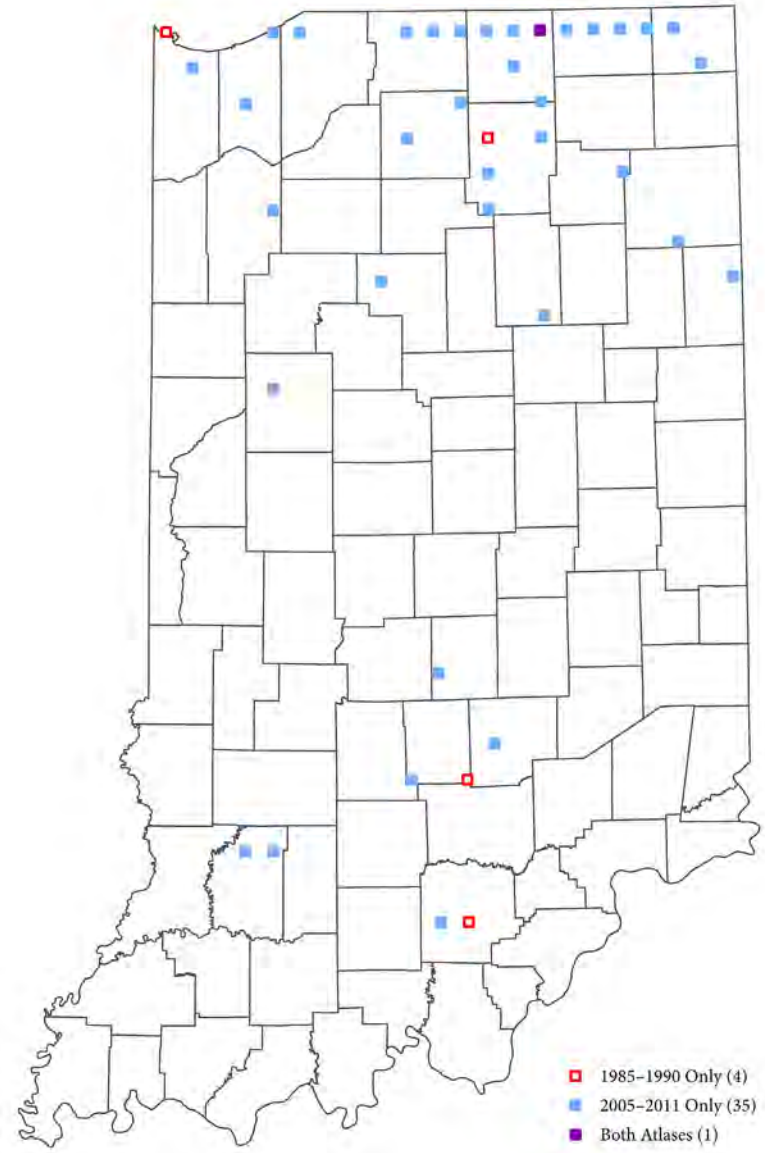 1985–1990 Only (4)
2005–2011 Only (35)
Both Atlases (1)